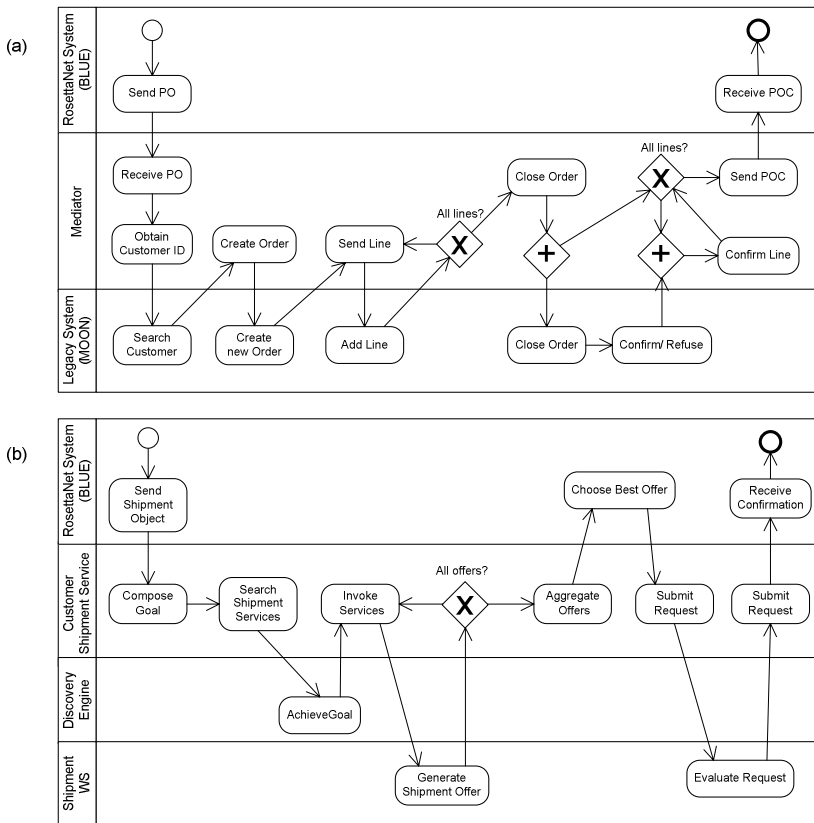 (a)
RosettaNet System
(BLUE)
Send PO
Receive POC
Mediator
Receive PO
Obtain
Customer ID
Create Order
Send Line
All lines?
X
Close Order
+
All lines?
X
+
Send POC
Confirm Line
Legacy System
(MOON)
Search
Customer
Create
new Order
Add Line
Close Order
Confirm/ Refuse
(b)
RosettaNet System
(BLUE)
Send
Shipment
Object
Choose Best Offer
Receive
Confirmation
Customer
Shipment Service
Compose
Goal
Search
Shipment
Services
Invoke
Services
All offers?
X
Aggregate
Offers
Submit
Request
Submit
Request
Discovery
Engine
AchieveGoal
Shipment
WS
Generate
Shipment Offer
Evaluate Request